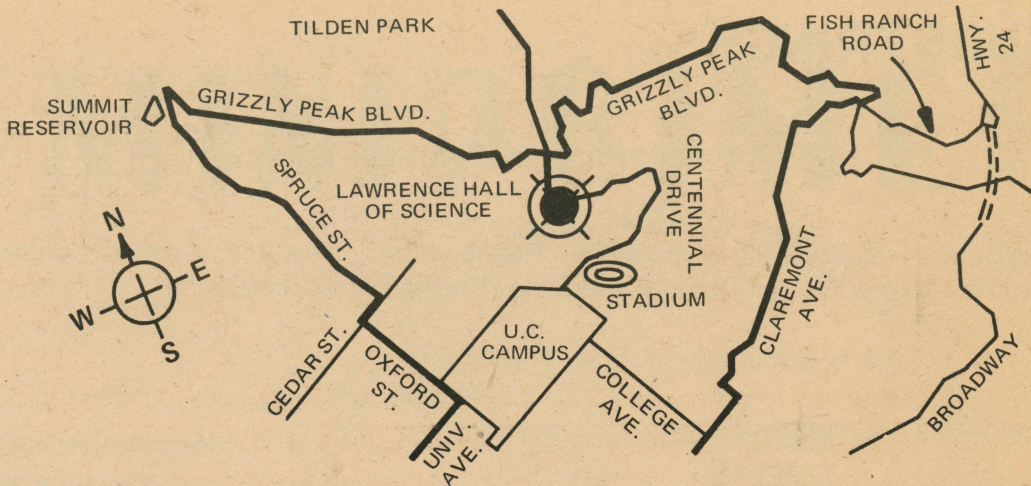 TILDEN PARK
FISH RANCH
ROAD
HWY.
24
SUMMIT
RESERVOIR
GRIZZLY PEAK BLVD.
GRIZZLY PEAK
BLVD.
SPRUCE ST.
LAWRENCE HALL
OF SCIENCE
CENTENNIAL
DRIVE
N
E
W
S
STADIUM
CLAREMONT
AVE.
U.C.
CAMPUS
CEDAR ST.
OXFORD
ST.
UNIV.
AVE.
COLLEGE
AVE.
BROADWAY